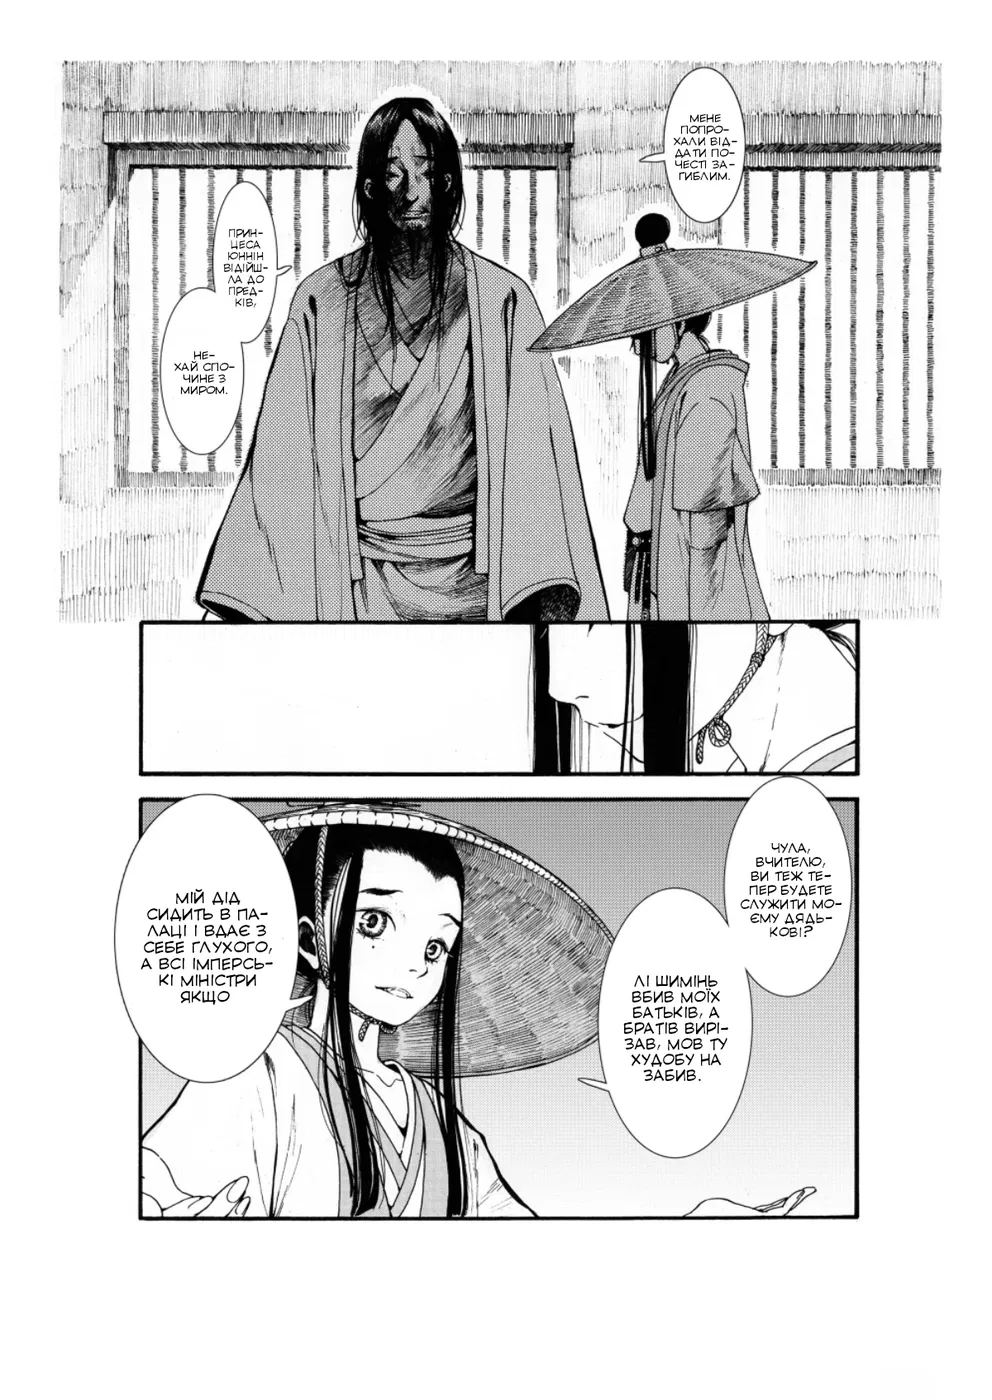 МЕНЕ
ПОПРО-
ХАЛИ ВІД-
ДАТИ ПО-
ЧЕСТІ ЗА-
ГИБЛИМ.
ПРИН-
ЦЕСА
ЮННІН
ВІДІЙШ-
ЛА ДО
ПРЕД-
КІВ,
НЕ-
ХАЙ СПО-
ЧИНЕ З
МИРОМ.
ЧУЛА,
ВЧИТЕЛЮ,
ВИ ТЕЖ ТЕ-
ПЕР БУДЕТЕ
СЛУЖИТИ МО-
ЄМУ ДЯДЬ-
КОВІ?
ЛІ ШИМІНЬ
ВБИВ МОЇХ
БАТЬКІВ, А
БРАТІВ ВИРІ-
ЗАВ, МОВ ТУ
ХУДОБУ НА
ЗАБИВ.
МІЙ ДІД
СИДИТЬ В ПА-
ЛАЦІ І ВДАЄ З
СЕБЕ ГЛУХОГО,
А ВСІ ІМПЕРСЬ-
КІ МІНІСТРИ
ЯКЩО